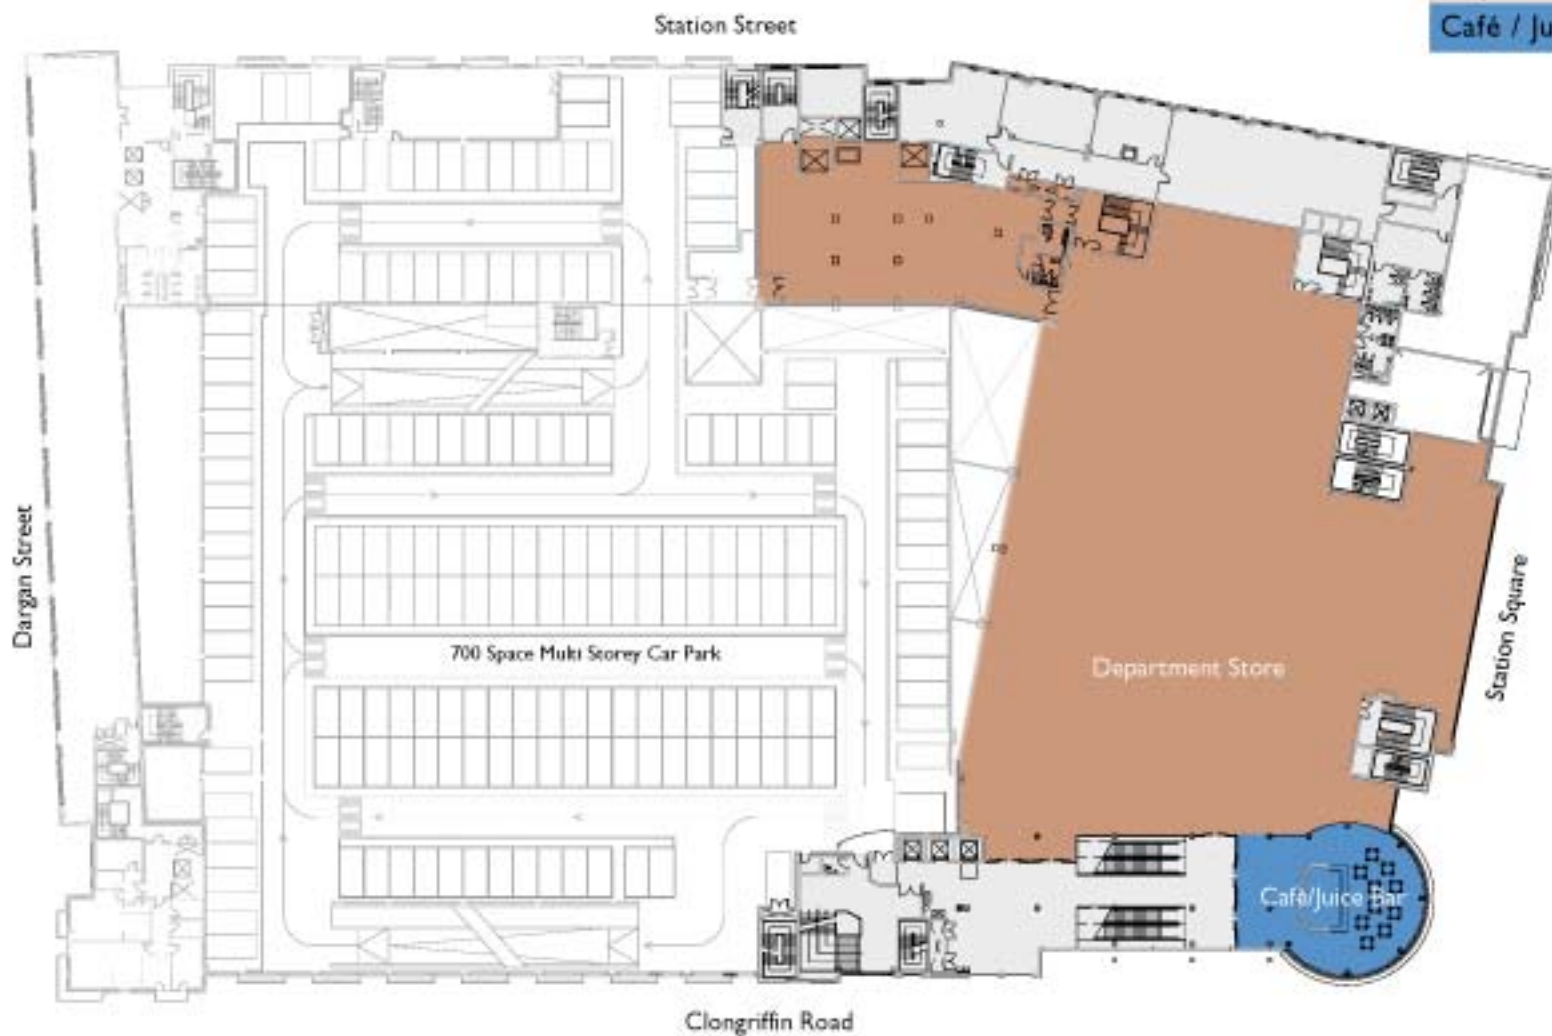 Station Street
Café / Ju
Dargan Street
700 Space Multi Storey Car Park
Department Store
Station Square
Café/Juice Bar
Clongriffin Road